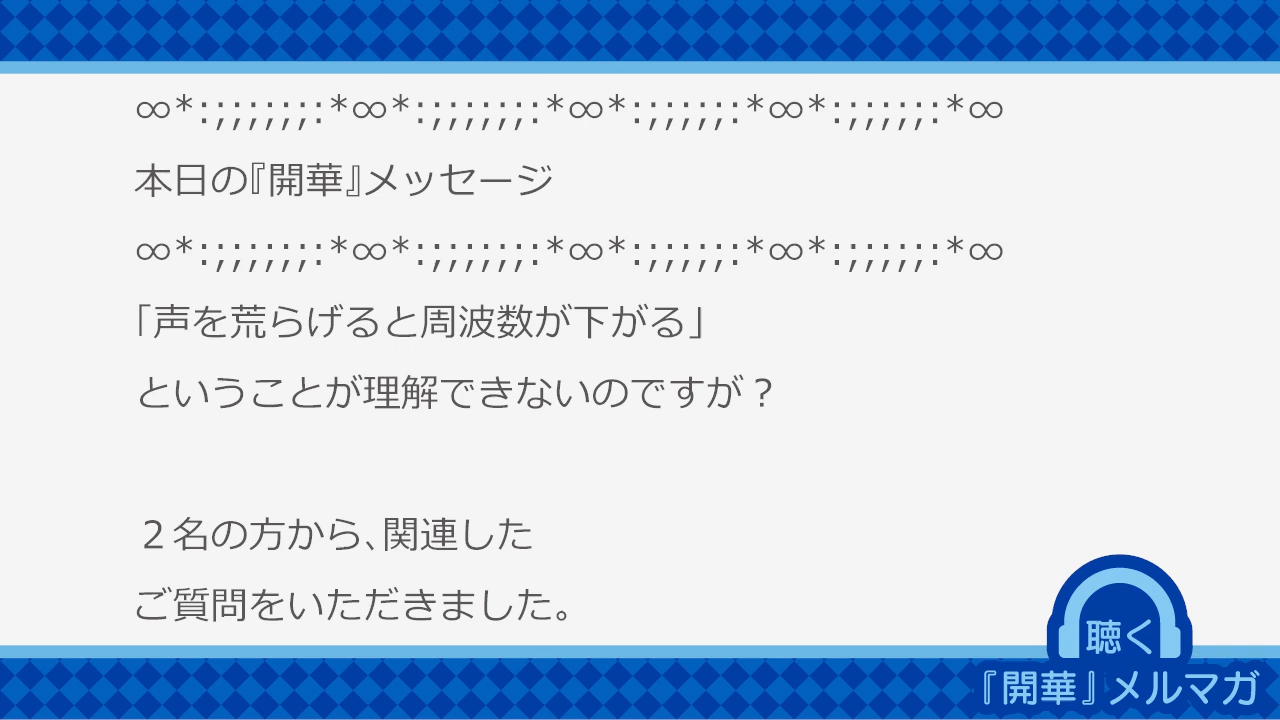 ∞*:;;;;;;:*∞*:;;;;;;:*∞*:;;;;;:*∞*:;;;;;:*∞
本日の『開華』メッセージ
∞*:;;;;;;:*∞*:;;;;;;:*∞*:;;;;;:*∞*:;;;;;:*∞
「声を荒らげると周波数が下がる」
ということが理解できないのですが？
２名の方から、関連した
ご質問をいただきました。
聴く
『開華』メルマガ